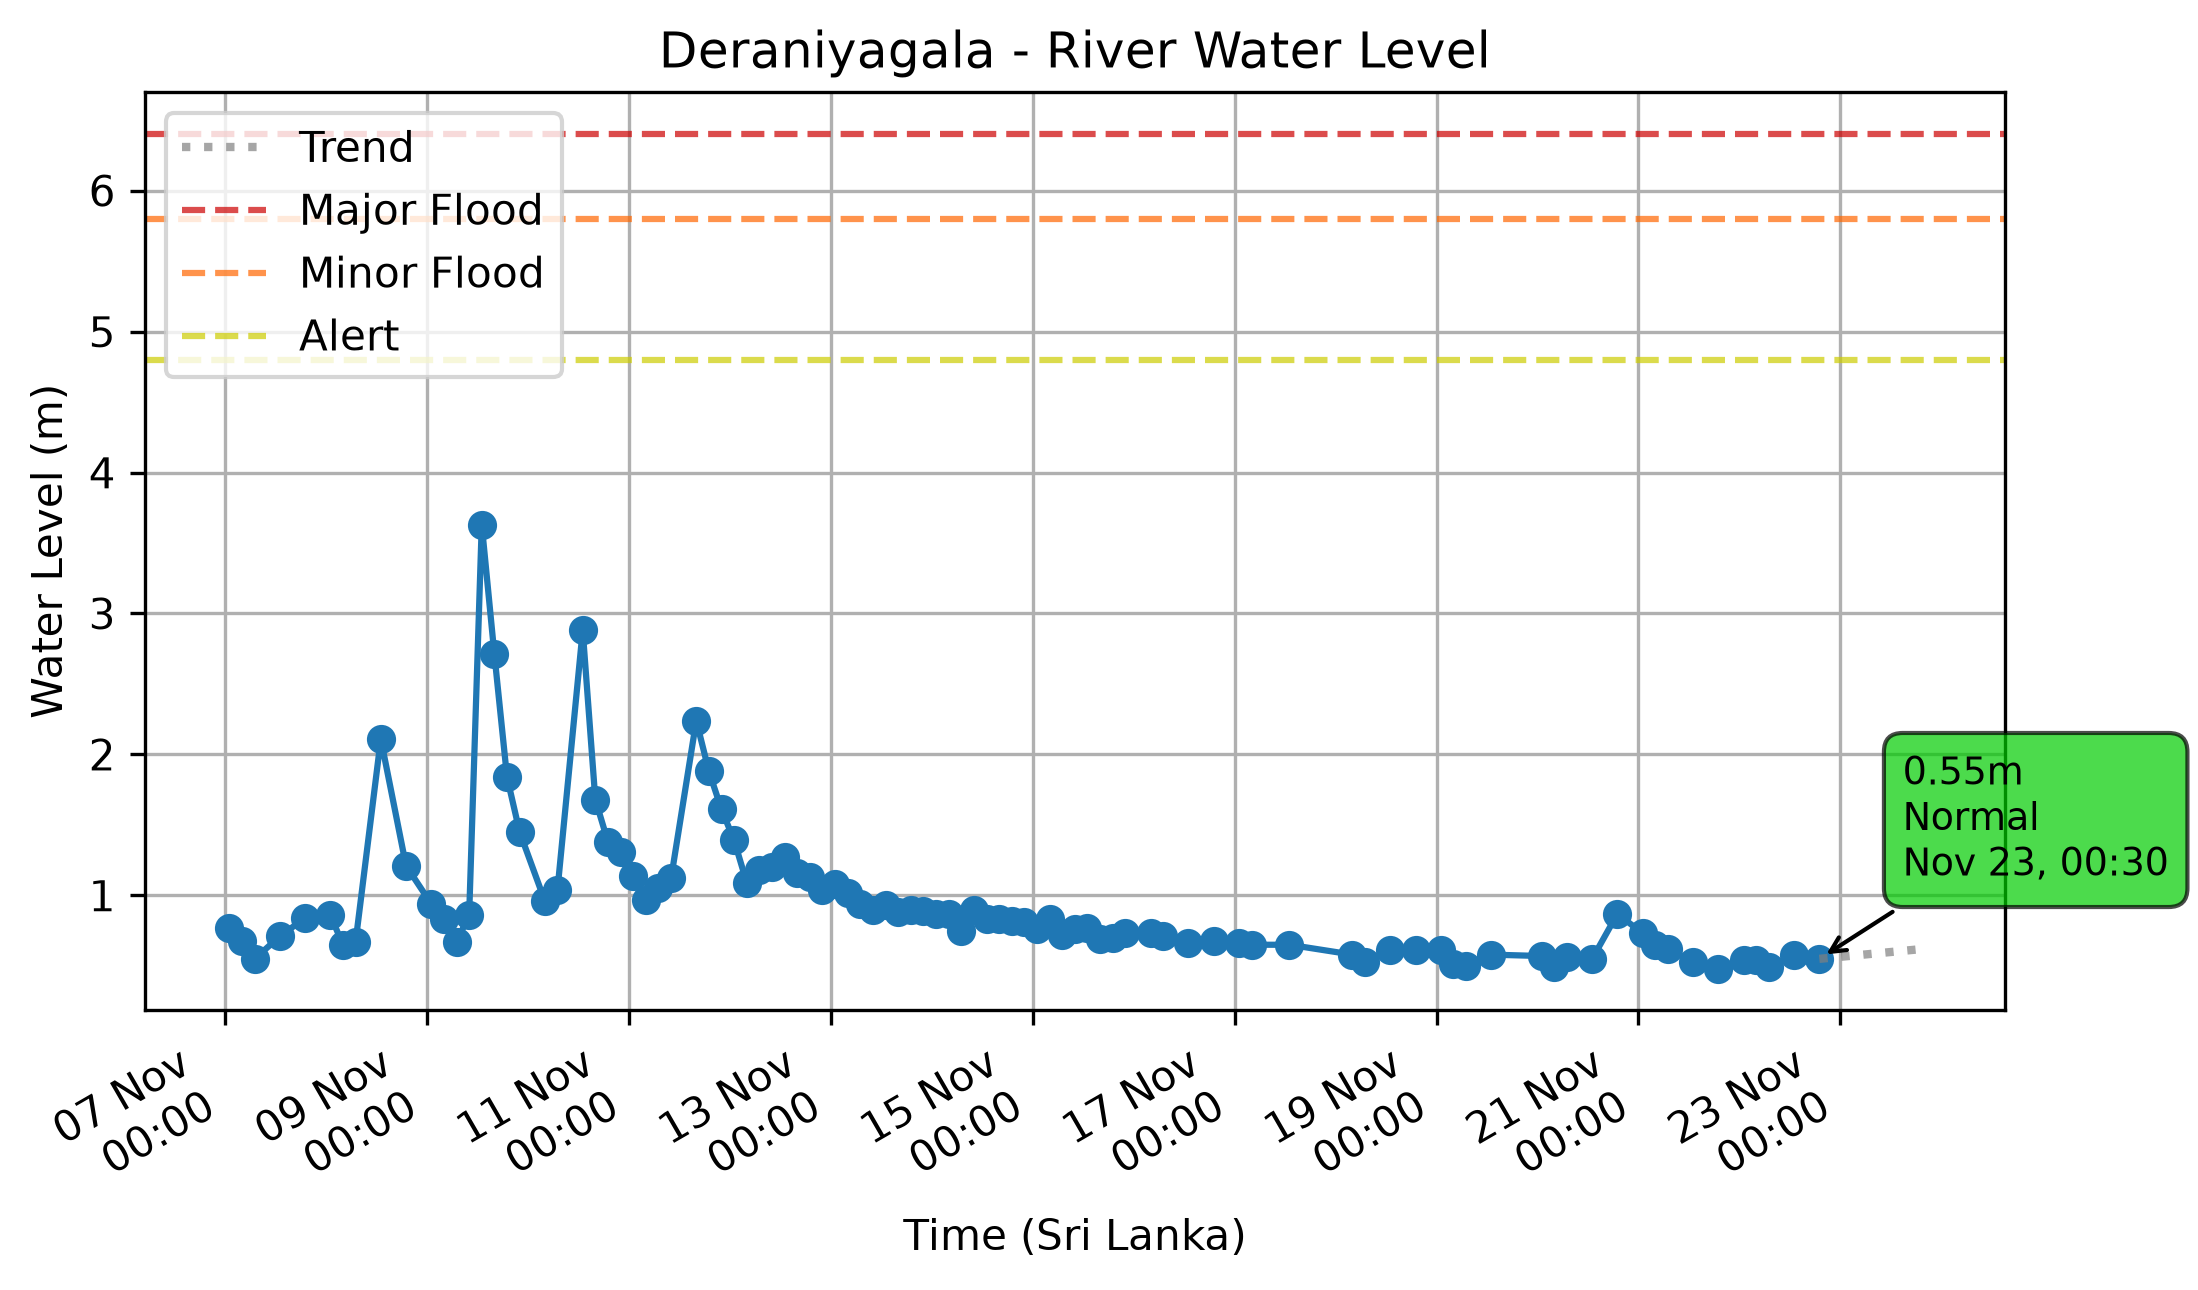 Deraniyagala - River Water Level
Trend
Major Flood
Minor Flood
Alert
6
5
4
3
2
1
Water Level (m)
0.55m
Normal
Nov 23, 00:30
07 Nov
00:00
09 Nov
00:00
11 Nov
00:00
13 Nov
00:00
15 Nov
00:00
17 Nov
00:00
19 Nov
00:00
21 Nov
00:00
23 Nov
00:00
Time (Sri Lanka)